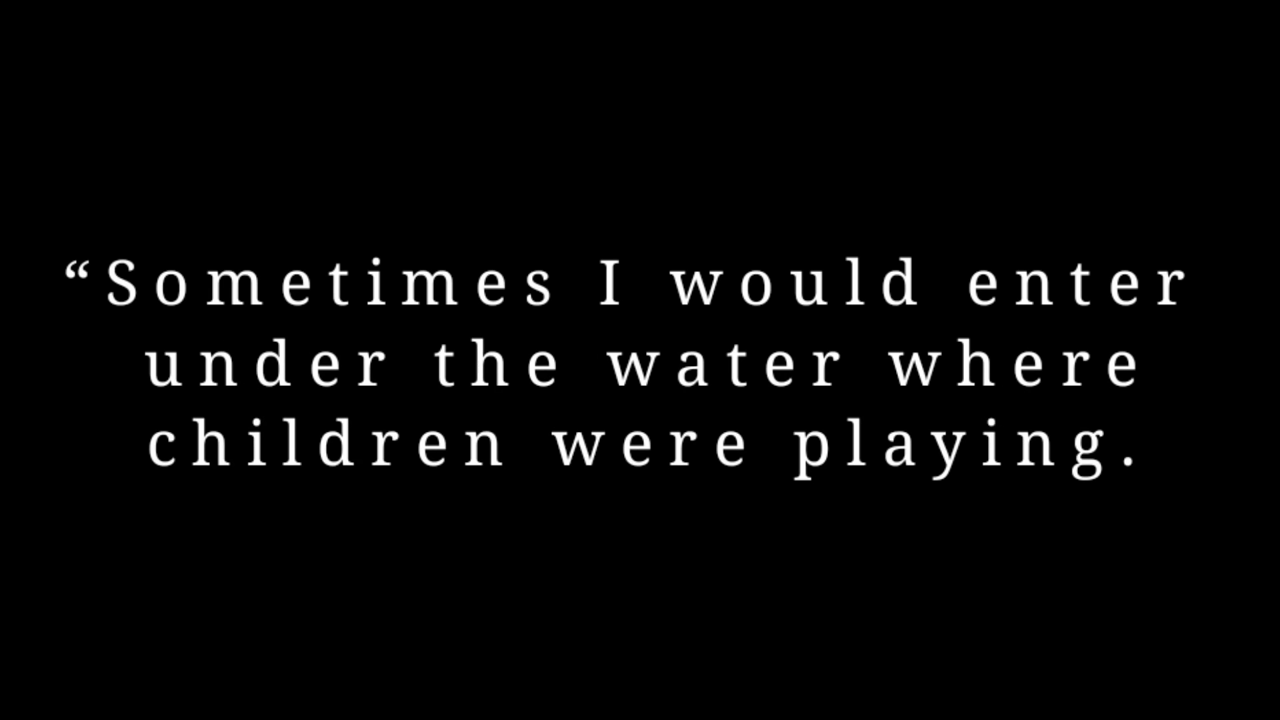 “Sometimes I would enter
under the water where
children were playing.